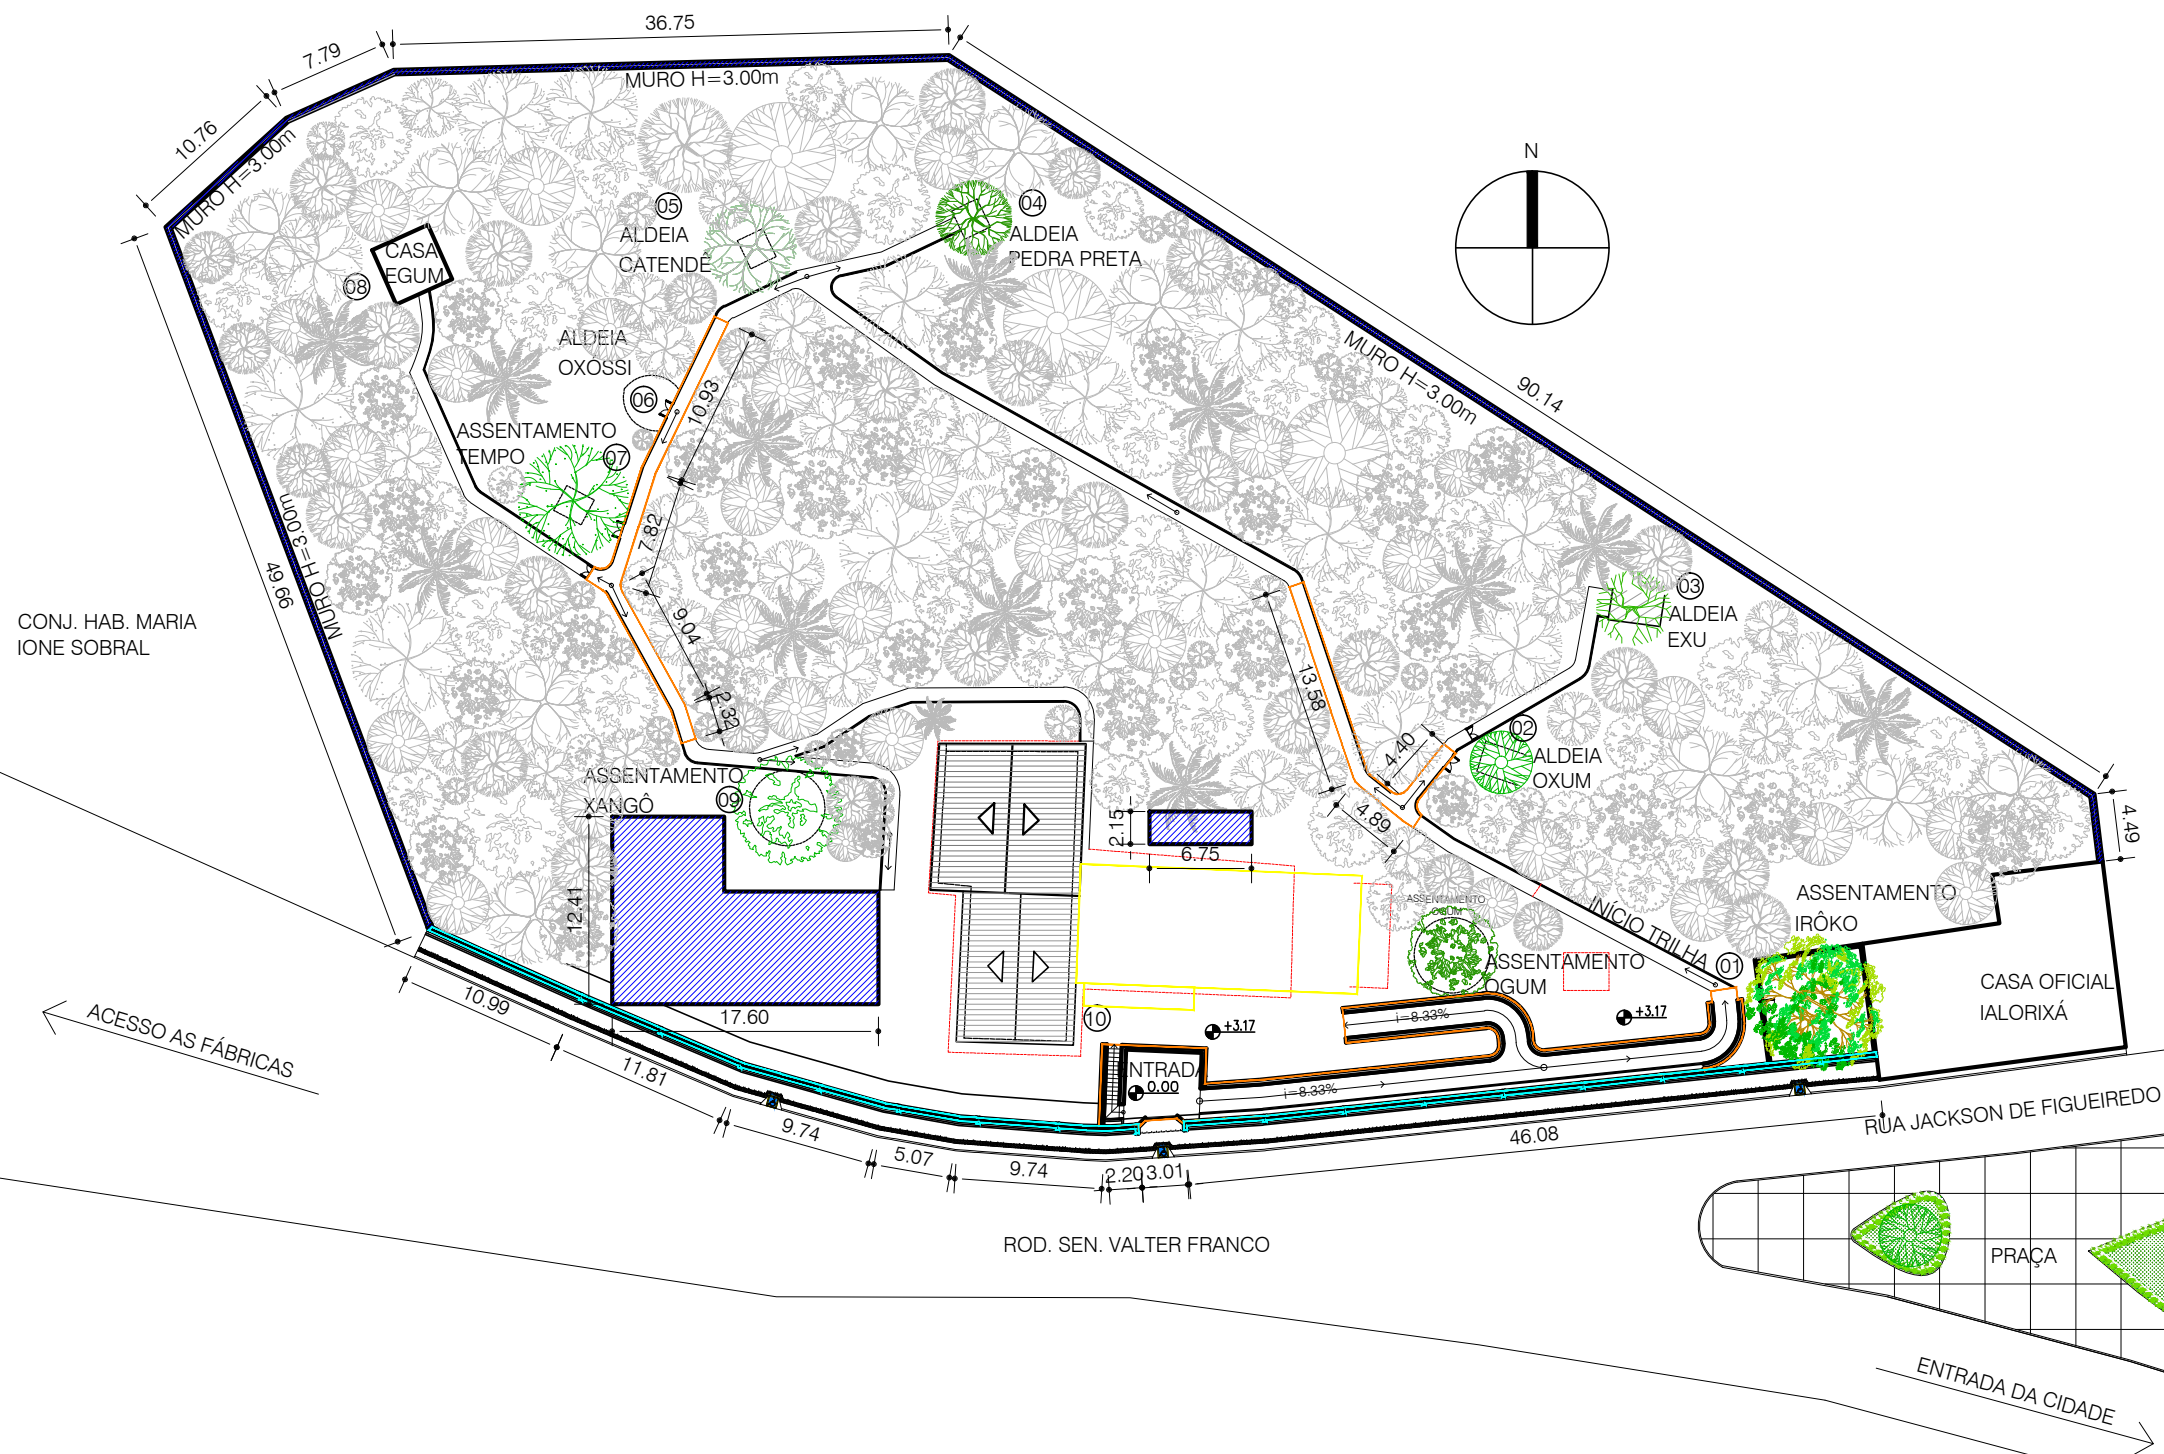 36.75
7.79
MURO H=3.00m
10.76
MURO H=3.00m
N
05
ALDEIA
CATENDÊ
04
ALDEIA
PEDRA PRETA
CASA
EGUM
08
ALDEIA
OXÓSSI
06
10.93
MURO H=3.00m
90.14
ASSENTAMENTO
TEMPO
07
7.82
MURO H=3.00m
49.66
9.04
2.32
CONJ. HAB. MARIA
IONE SOBRAL
03
ALDEIA
EXU
13.58
4.40
02
ALDEIA
OXUM
4.89
ASSENTAMENTO
XANGÔ
09
2.15
6.75
4.49
12.41
17.60
ASSENTAMENTO
OGUM
INÍCIO TRILHA
01
ASSENTAMENTO
IRÔKO
ASSENTAMENTO
OGUM
CASA OFICIAL
IALORIXÁ
10
+3.17
i=8.33%
+3.17
NTRADA
0.00
i=8.33%
ACESSO AS FÁBRICAS
10.99
11.81
9.74
5.07
9.74
2.20
3.01
46.08
RUA JACKSON DE FIGUEIREDO
ROD. SEN. VALTER FRANCO
PRAÇA
ENTRADA DA CIDADE